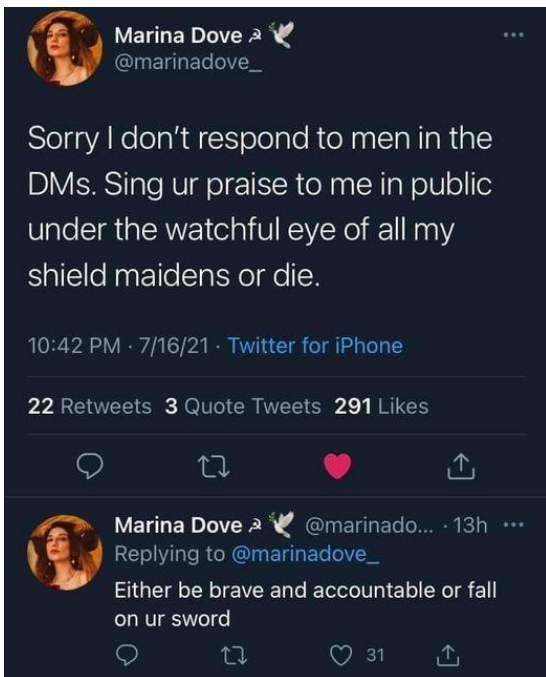 Marina Dove ☭ 🕊
@marinadove_
Sorry I don't respond to men in the
DMs. Sing ur praise to me in public
under the watchful eye of all my
shield maidens or die.
10:42 PM · 7/16/21 · Twitter for iPhone
22 Retweets 3 Quote Tweets 291 Likes
Marina Dove ☭ 🕊 @marinado... · 13h
Replying to @marinadove_
Either be brave and accountable or fall
on ur sword
31